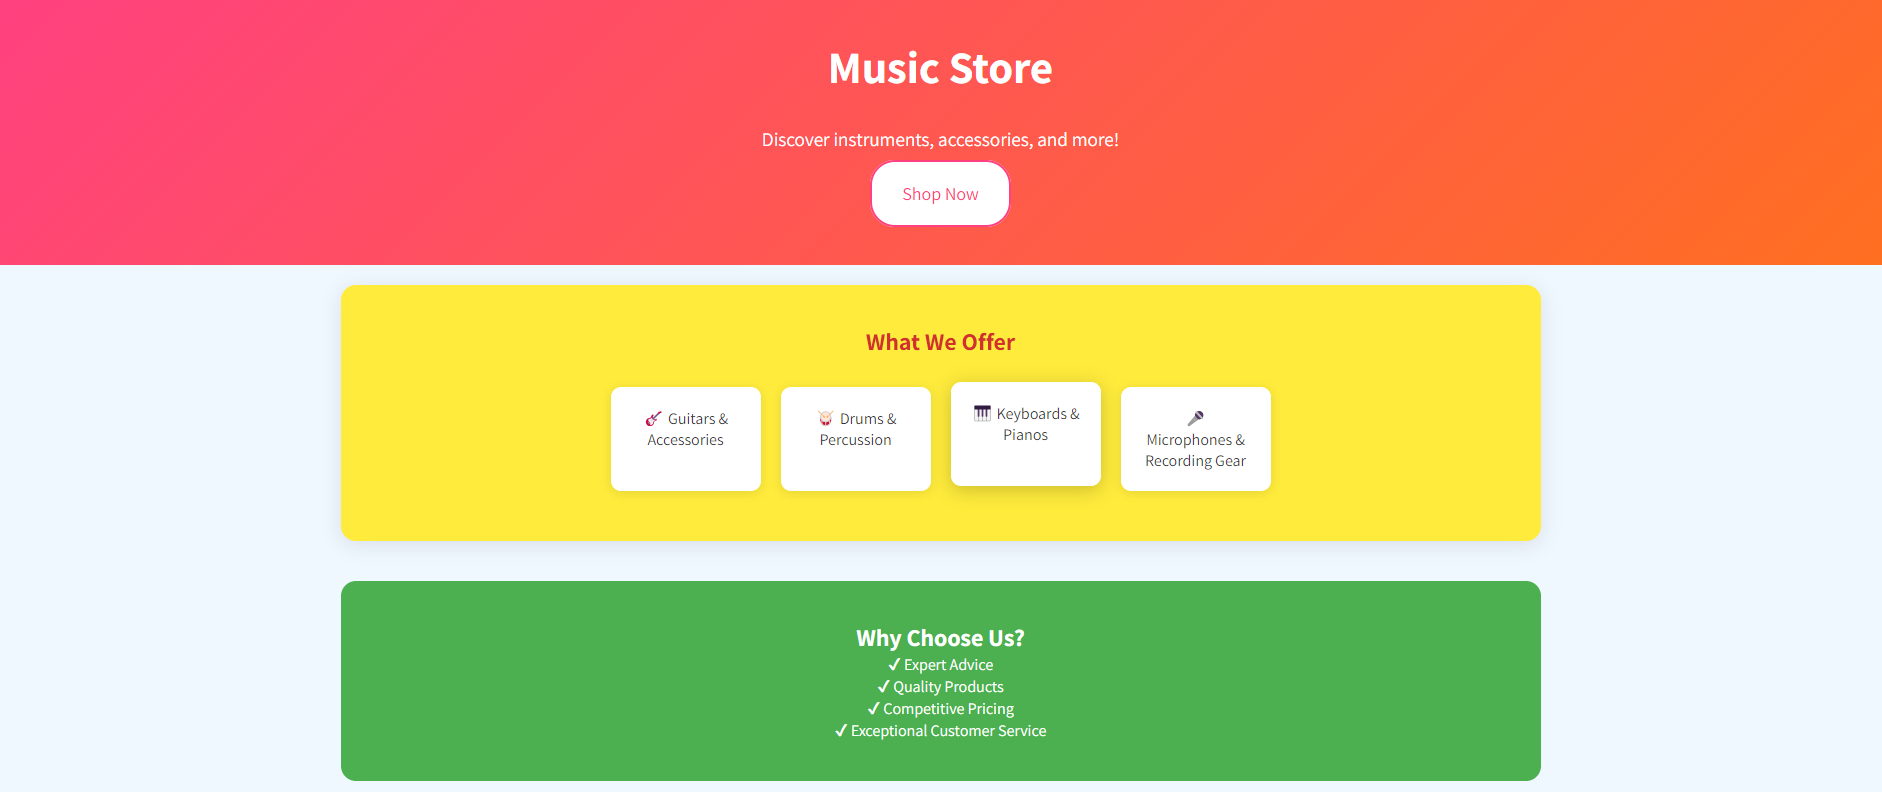 Music Store
Discover instruments, accessories, and more!
Shop Now
What We Offer
🎸 Guitars &
Accessories
🥁 Drums &
Percussion
🎹 Keyboards &
Pianos
🎤
Microphones &
Recording Gear
Why Choose Us?
✔ Expert Advice
✔ Quality Products
✔ Competitive Pricing
✔ Exceptional Customer Service